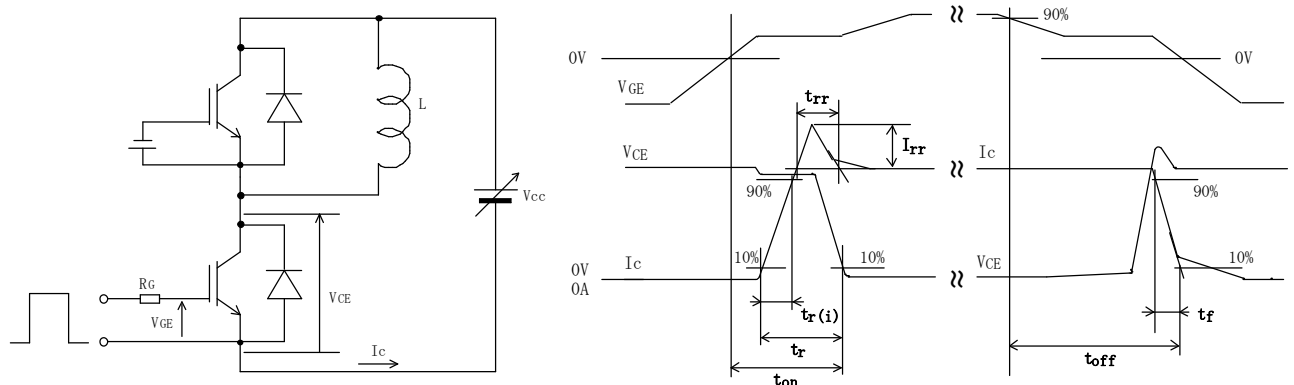 L
Vcc
RG
VGE
VCE
Ic
0V
VGE
trr
Irr
VCE
90%
10%
10%
0V
0A
Ic
tr(i)
tr
ton
90%
0V
Ic
90%
VCE
10%
tf
toff